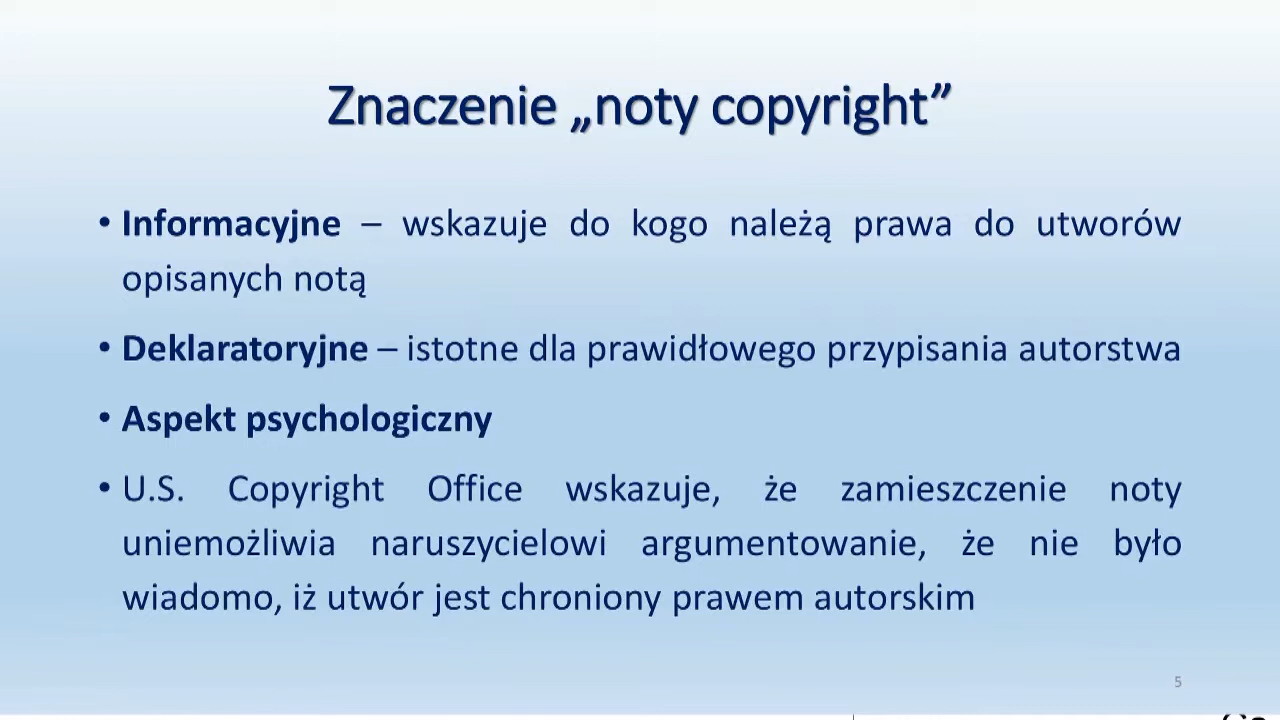 Znaczenie „noty copyright”
• Informacyjne – wskazuje do kogo należą prawa do utworów
opisanych notą
• Deklaratoryjne – istotne dla prawidłowego przypisania autorstwa
• Aspekt psychologiczny
• U.S. Copyright Office wskazuje, że zamieszczenie noty
uniemożliwia naruszycielowi argumentowanie, że nie było
wiadomo, iż utwór jest chroniony prawem autorskim
5